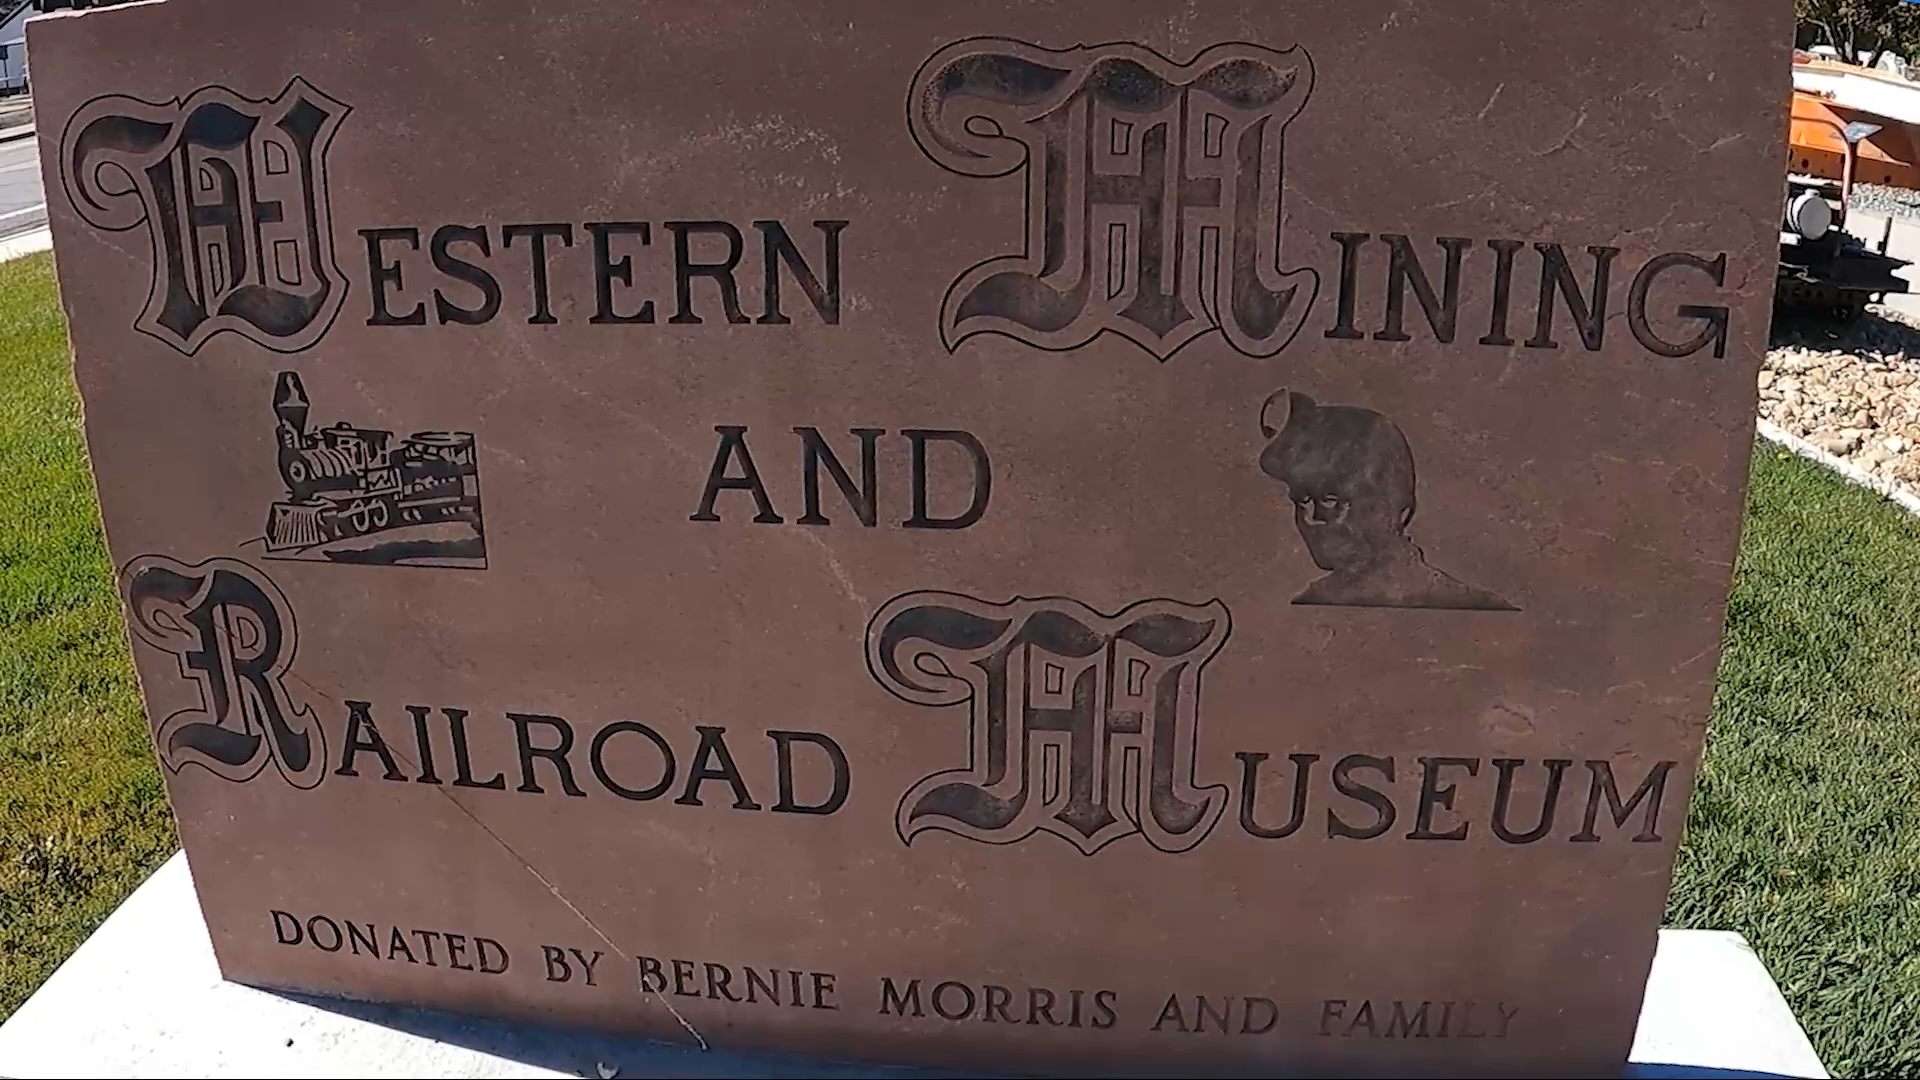 WESTERN MINING
AND
RAILROAD MUSEUM
DONATED BY BERNIE MORRIS AND FAMILY